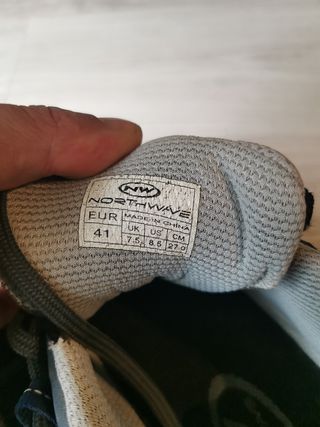 NW
NORTHWAVE
EUR MADE IN CHINA
UK US CM
41 7.5 8.5 27.0